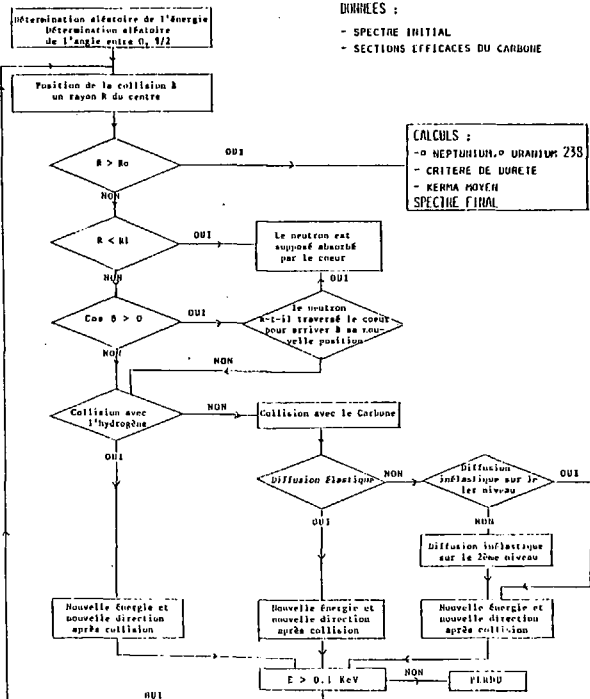 DONNEES :
- SPECTRE INITIAL
- SECTIONS EFFICACES DU CARBONE
Détermination aléatoire de l'énergie
Détermination aléatoire
de l'angle entre 0, π/2
Position de la collision à
un rayon R du centre
R > Ro
OUI
NON
CALCULS :
-σ NEPTUNIUM,σ URANIUM 238
- CRITERE DE DURETE
- KERMA MOYEN
SPECTRE FINAL
R < R1
OUI
NON
Le neutron est
supposé absorbé
par le coeur
OUI
Cos θ > 0
OUI
NON
le neutron
a-t-il traversé le coeur
pour arriver à sa nou-
velle position
NON
Collision avec
l'hydrogène
NON
OUI
Collision avec le Carbone
Diffusion Élastique
NON
OUI
Diffusion
inélastique sur le
1er niveau
OUI
NON
Diffusion inélastique
sur le 2ème niveau
Nouvelle énergie et
nouvelle direction
après collision
Nouvelle énergie et
nouvelle direction
après collision
Nouvelle énergie et
nouvelle direction
après collision
E > 0.1 KeV
NON
PERDU
OUI